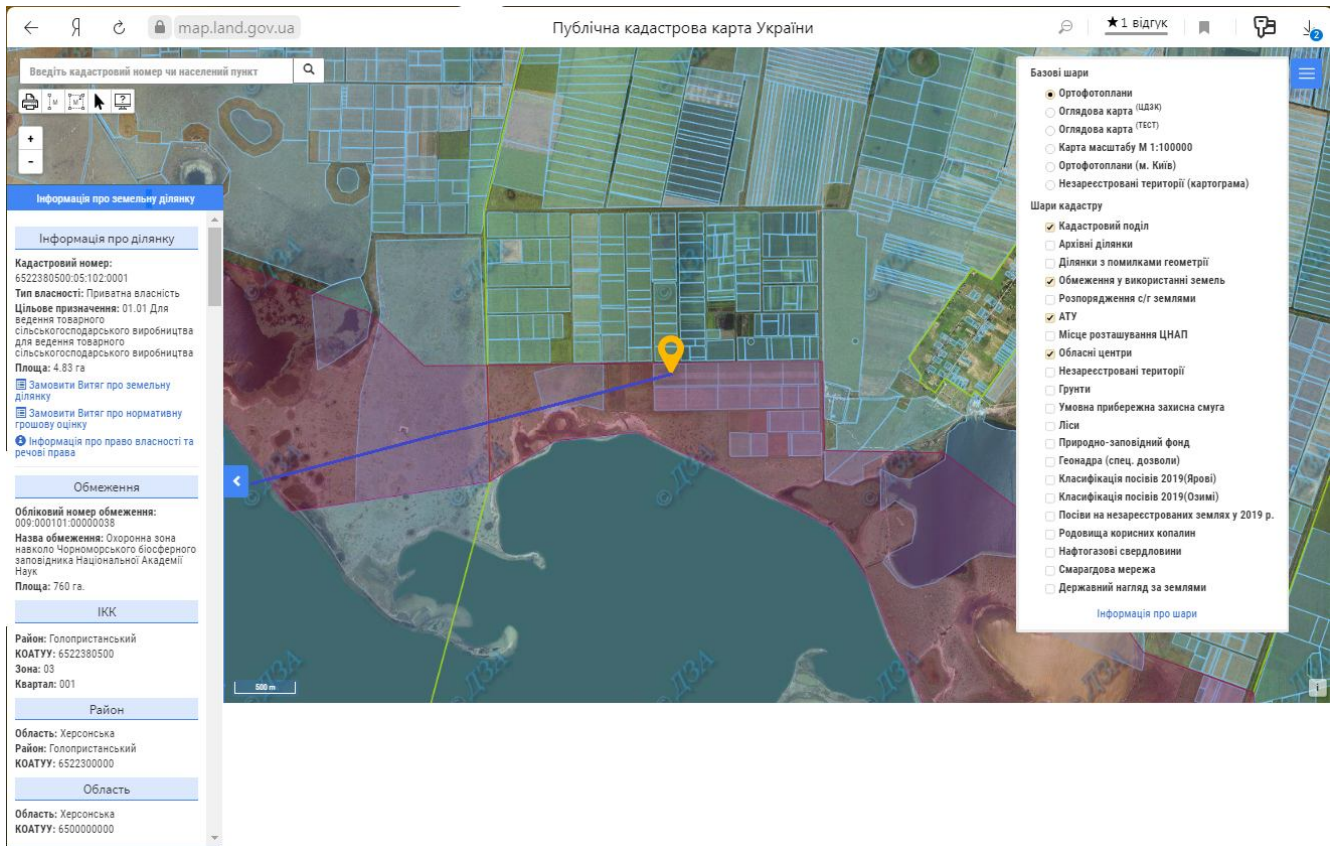 map.land.gov.ua
Публічна кадастрова карта України
★1 відгук
2
Введіть кадастровий номер чи населений пункт
+
-
Інформація про земельну ділянку
Інформація про ділянку
Кадастровий номер:
6522380500:05:102:0001
Тип власності: Приватна власність
Цільове призначення: 01.01 Для
ведення товарного
сільськогосподарського виробництва
для ведення товарного
сільськогосподарського виробництва
Площа: 4.83 га
Замовити Витяг про земельну
ділянку
Замовити Витяг про нормативну
грошову оцінку
Інформація про право власності та
речові права
Обмеження
Обліковий номер обмеження:
009:000101:00000038
Назва обмеження: Охоронна зона
навколо Чорноморського біосферного
заповідника Національної Академії
Наук
Площа: 760 га.
ІКК
Район: Голопристанський
КОАТУУ: 6522380500
Зона: 03
Квартал: 001
Район
Область: Херсонська
Район: Голопристанський
КОАТУУ: 6522300000
Область
Область: Херсонська
КОАТУУ: 6500000000
500 m
© ДЗА
Базові шари
Ортофотоплани
Оглядова карта (ЦДЗК)
Оглядова карта (ТЕСТ)
Карта масштабу М 1:100000
Ортофотоплани (м. Київ)
Незареєстровані території (картограма)
Шари кадастру
Кадастровий поділ
Архівні ділянки
Ділянки з помилками геометрії
Обмеження у використанні земель
Розпорядження с/г землями
АТУ
Місце розташування ЦНАП
Обласні центри
Незареєстровані території
Грунти
Умовна прибережна захисна смуга
Ліси
Природно-заповідний фонд
Геонадра (спец. дозволи)
Класифікація посівів 2019(Ярові)
Класифікація посівів 2019(Озимі)
Посіви на незареєстрованих землях у 2019 р.
Родовища корисних копалин
Нафтогазові свердловини
Смарагдова мережа
Державний нагляд за землями
Інформація про шари